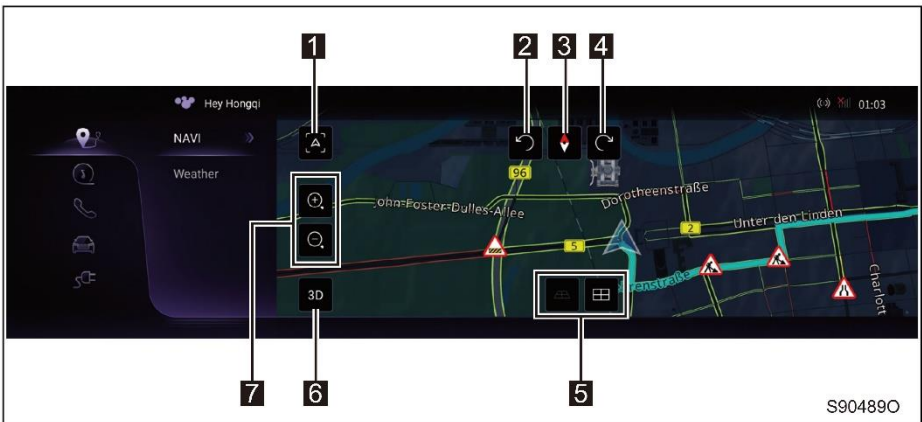 1 2 3 4
Hey Hongqi
01:03
NAVI
Weather
96
Dorotheenstraße
John-Foster-Dulles-Allee
Unter den Linden
2
5
3D
renstraße
Charlott
7 6 5
S90489O